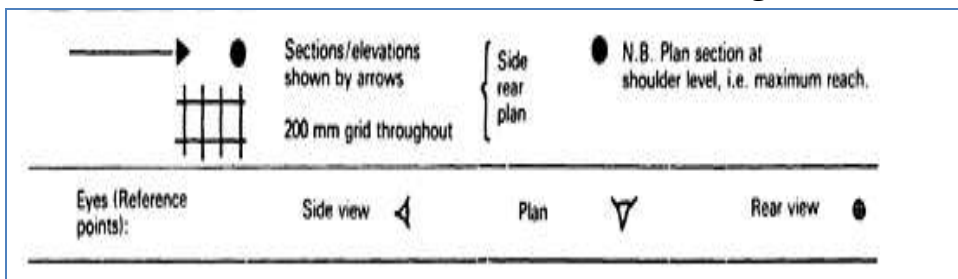 Sections/elevations
shown by arrows
200 mm grid throughout
Side
rear
plan
N.B. Plan section at
shoulder level, i.e. maximum reach.
Eyes (Reference
points):
Side view
Plan
Rear view